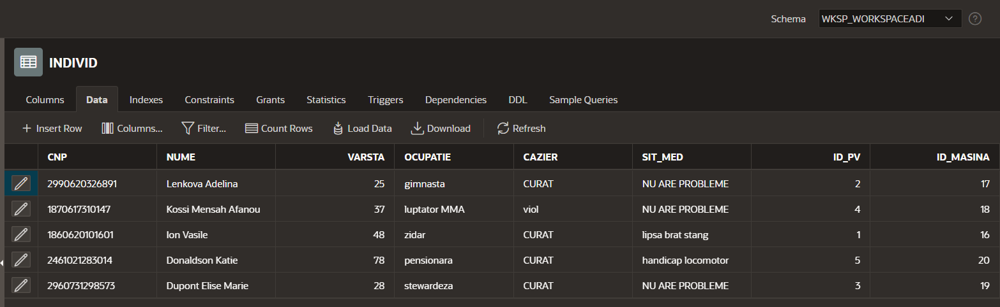 Schema WKSP_WORKSPACEADI ?
INDIVID
Columns Data Indexes Constraints Grants Statistics Triggers Dependencies DDL Sample Queries
+ Insert Row Columns... Filter... Count Rows Load Data Download Refresh
CNP NUME VARSTA OCUPATIE CAZIER SIT_MED ID_PV ID_MASINA
2990620326891 Lenkova Adelina 25 gimnasta CURAT NU ARE PROBLEME 2 17
1870617310147 Kossi Mensah Afanou 37 luptator MMA viol NU ARE PROBLEME 4 18
1860620101601 Ion Vasile 48 zidar CURAT lipsa brat stang 1 16
2461021283014 Donaldson Katie 78 pensionara CURAT handicap locomotor 5 20
2960731298573 Dupont Elise Marie 28 stewardeza CURAT NU ARE PROBLEME 3 19